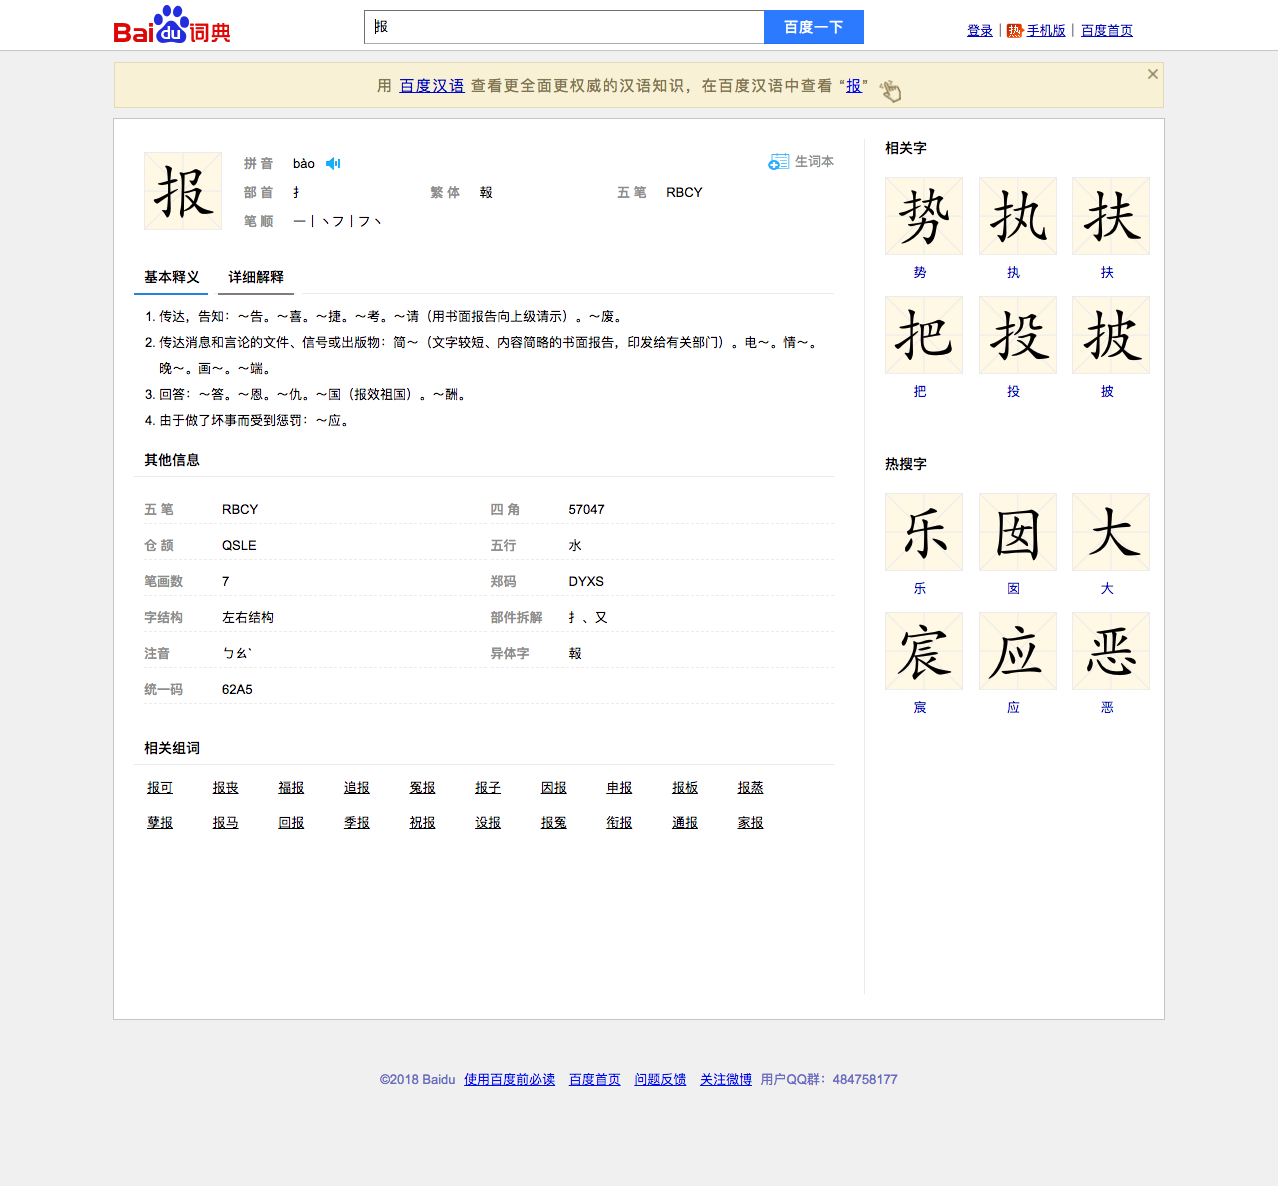 Bai du 词典
报
百度一下
登录 | 热 手机版 | 百度首页
用 百度汉语 查看更全面更权威的汉语知识，在百度汉语中查看 “报”
报
拼 音 bào
生词本
部 首 扌 繁 体 報 五 笔 RBCY
笔 顺 一丨丶フ丨フ丶
基本释义 详细解释
1. 传达，告知：～告。～喜。～捷。～考。～请（用书面报告向上级请示）。～废。
2. 传达消息和言论的文件、信号或出版物：简～（文字较短、内容简略的书面报告，印发给有关部门）。电～。情～。
晚～。画～。～端。
3. 回答：～答。～恩。～仇。～国（报效祖国）。～酬。
4. 由于做了坏事而受到惩罚：～应。
其他信息
五 笔 RBCY 四 角 57047
仓 颉 QSLE 五行 水
笔画数 7 郑码 DYXS
字结构 左右结构 部件拆解 扌、又
注音 ㄅㄠˋ 异体字 報
统一码 62A5
相关组词
报可 报丧 福报 追报 冤报 报子 因报 申报 报板 报蒸
孽报 报马 回报 季报 祝报 设报 报冤 衔报 通报 家报
相关字
势 执 扶
势 执 扶
把 投 披
把 投 披
热搜字
乐 囡 大
乐 囡 大
宸 应 恶
宸 应 恶
©2018 Baidu 使用百度前必读 百度首页 问题反馈 关注微博 用户QQ群：484758177